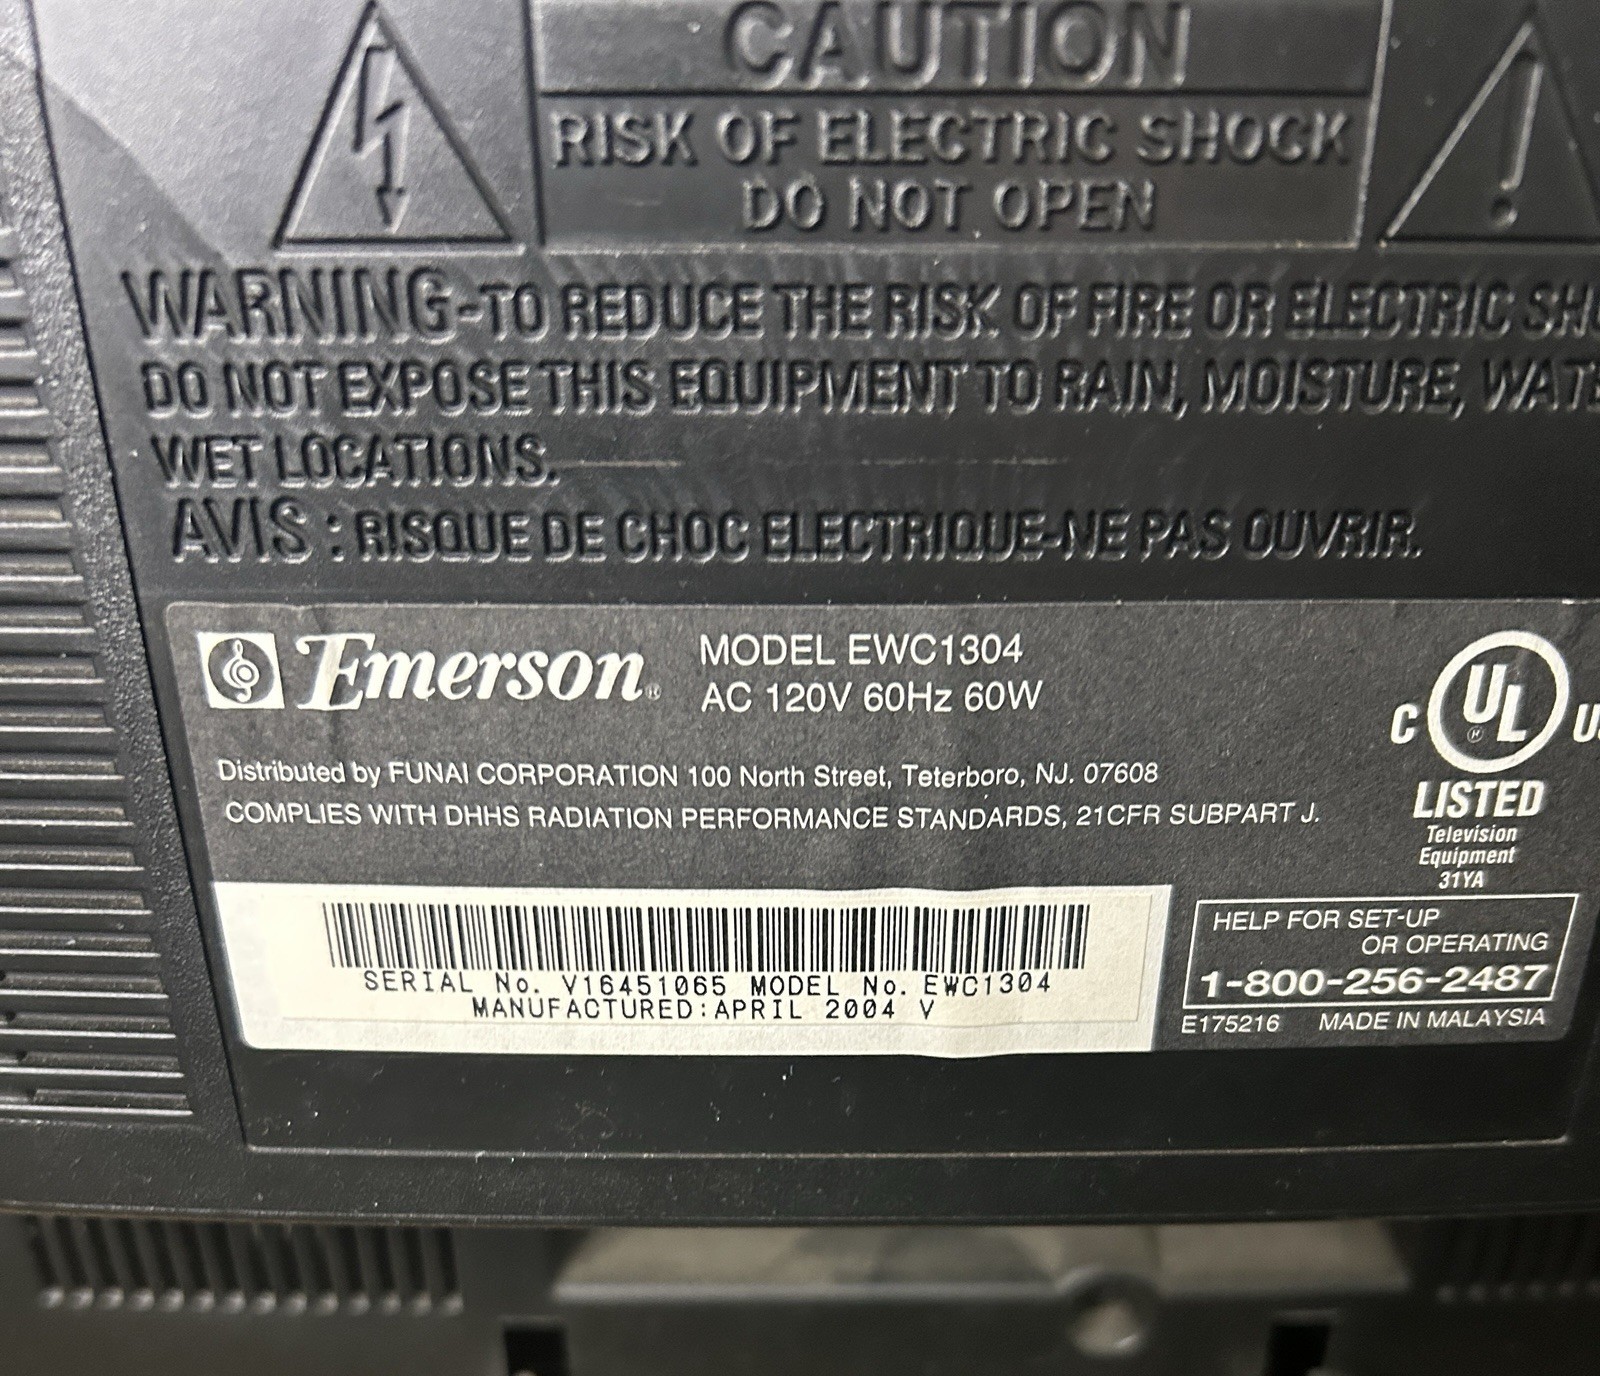 CAUTION
RISK OF ELECTRIC SHOCK
DO NOT OPEN
WARNING-TO REDUCE THE RISK OF FIRE OR ELECTRIC SH
DO NOT EXPOSE THIS EQUIPMENT TO RAIN, MOISTURE, WATE
WET LOCATIONS.
AVIS : RISQUE DE CHOC ELECTRIQUE-NE PAS OUVRIR.
Emerson®
MODEL EWC1304
AC 120V 60Hz 60W
Distributed by FUNAI CORPORATION 100 North Street, Teterboro, NJ. 07608
COMPLIES WITH DHHS RADIATION PERFORMANCE STANDARDS, 21CFR SUBPART J.
C UL® U
LISTED
Television
Equipment
31YA
SERIAL No. V16451065 MODEL No. EWC1304
MANUFACTURED:APRIL 2004 V
HELP FOR SET-UP
OR OPERATING
1-800-256-2487
E175216 MADE IN MALAYSIA